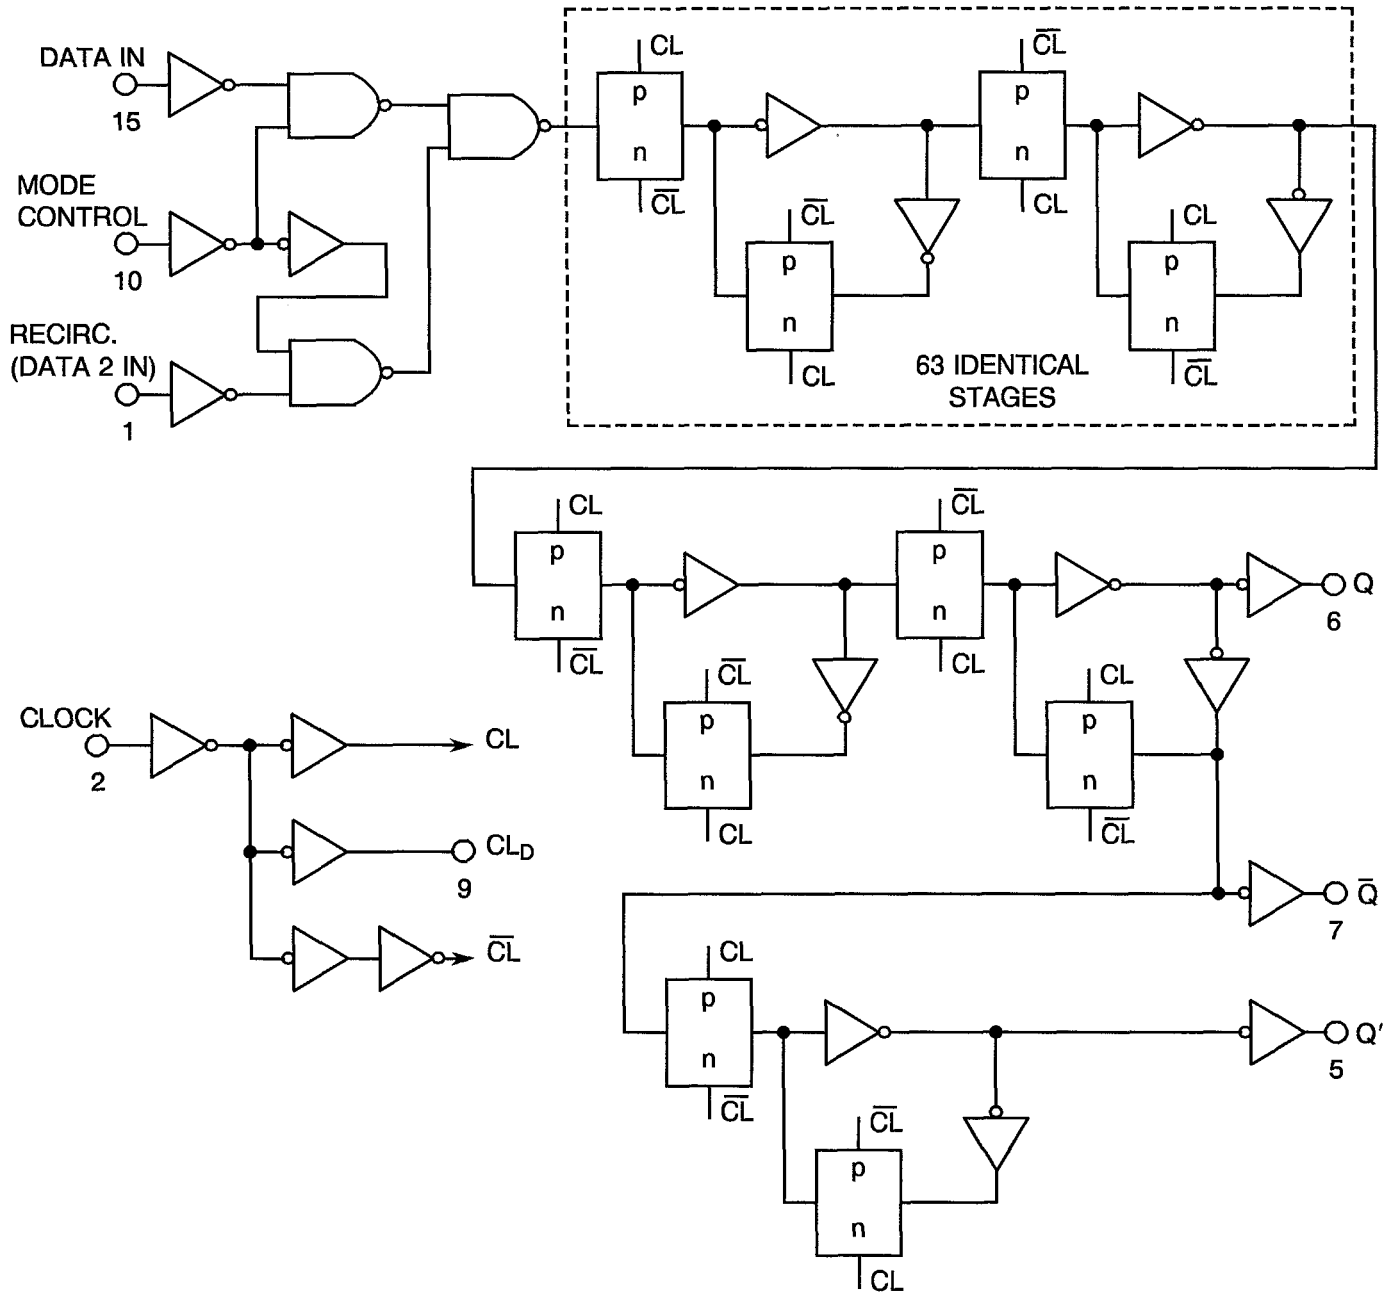 DATA IN
15
MODE
CONTROL
10
RECIRC.
(DATA 2 IN)
1
CL
p
n
C̅L̅
C̅L̅
p
n
CL
C̅L̅
p
n
CL
CL
p
n
C̅L̅
63 IDENTICAL
STAGES
CL
p
n
C̅L̅
C̅L̅
p
n
CL
C̅L̅
p
n
CL
CL
p
n
C̅L̅
Q
6
CLOCK
2
CL
CL_D
9
C̅L̅
Q̅
7
CL
p
n
C̅L̅
C̅L̅
p
n
CL
Q'
5